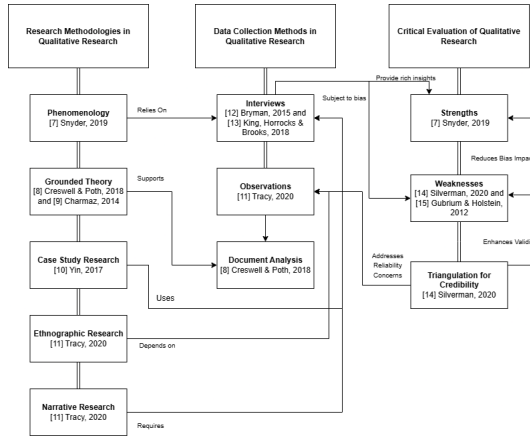 Research Methodologies in
Qualitative Research
Data Collection Methods in
Qualitative Research
Critical Evaluation of Qualitative
Research
Provide rich insights
Phenomenology
[7] Snyder, 2019
Relies On
Interviews
[12] Bryman, 2015 and
[13] King, Horrocks &
Brooks, 2018
Subject to bias
Strengths
[7] Snyder, 2019
Reduces Bias Impac
Grounded Theory
[8] Creswell & Poth, 2018
and [9] Charmaz, 2014
Supports
Observations
[11] Tracy, 2020
Weaknesses
[14] Silverman, 2020 and
[15] Gubrium & Holstein,
2012
Enhances Validi
Case Study Research
[10] Yin, 2017
Uses
Document Analysis
[8] Creswell & Poth, 2018
Addresses
Reliability
Concerns
Triangulation for
Credibility
[14] Silverman, 2020
Ethnographic Research
[11] Tracy, 2020
Depends on
Narrative Research
[11] Tracy, 2020
Requires